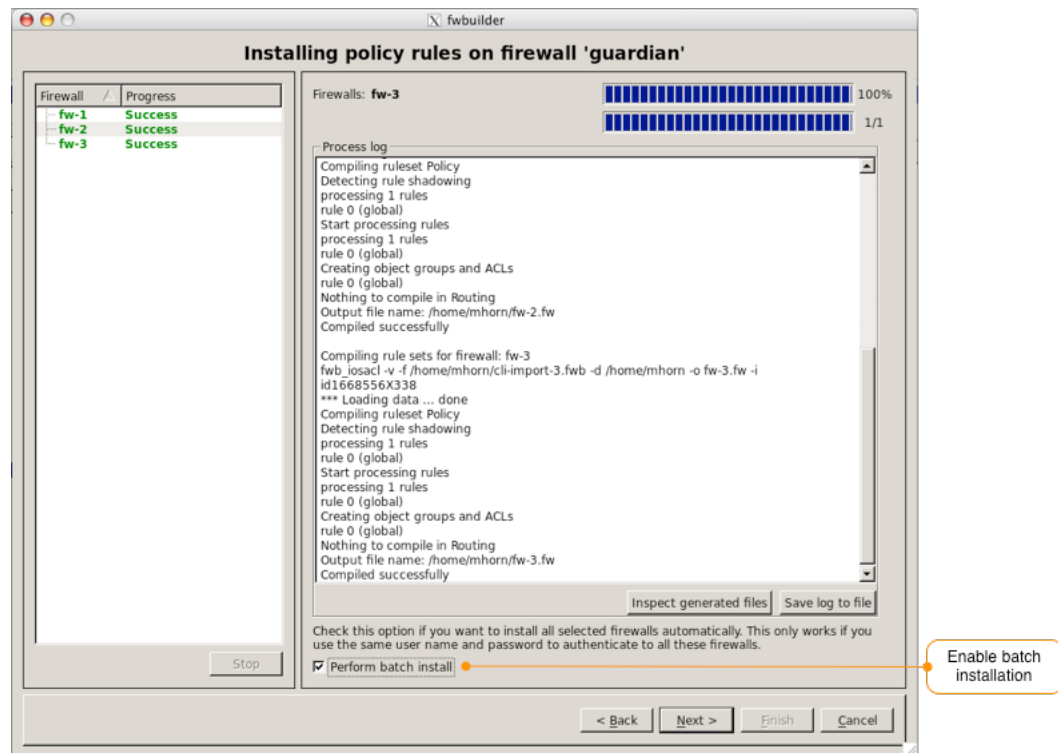 fwbuilder
Installing policy rules on firewall 'guardian'
Firewall Progress
fw-1 Success
fw-2 Success
fw-3 Success
Stop
Firewalls: fw-3
100%
1/1
Process log
Compiling ruleset Policy
Detecting rule shadowing
processing 1 rules
rule 0 (global)
Start processing rules
processing 1 rules
rule 0 (global)
Creating object groups and ACLs
rule 0 (global)
Nothing to compile in Routing
Output file name: /home/mhorn/fw-2.fw
Compiled successfully
Compiling rule sets for firewall: fw-3
fwb_iosacl -v -f /home/mhorn/cli-import-3.fwb -d /home/mhorn -o fw-3.fw -i
id1668556X338
*** Loading data ... done
Compiling ruleset Policy
Detecting rule shadowing
processing 1 rules
rule 0 (global)
Start processing rules
processing 1 rules
rule 0 (global)
Creating object groups and ACLs
rule 0 (global)
Nothing to compile in Routing
Output file name: /home/mhorn/fw-3.fw
Compiled successfully
Inspect generated files Save log to file
Check this option if you want to install all selected firewalls automatically. This only works if you
use the same user name and password to authenticate to all these firewalls.
Perform batch install
Enable batch
installation
< Back Next > Finish Cancel